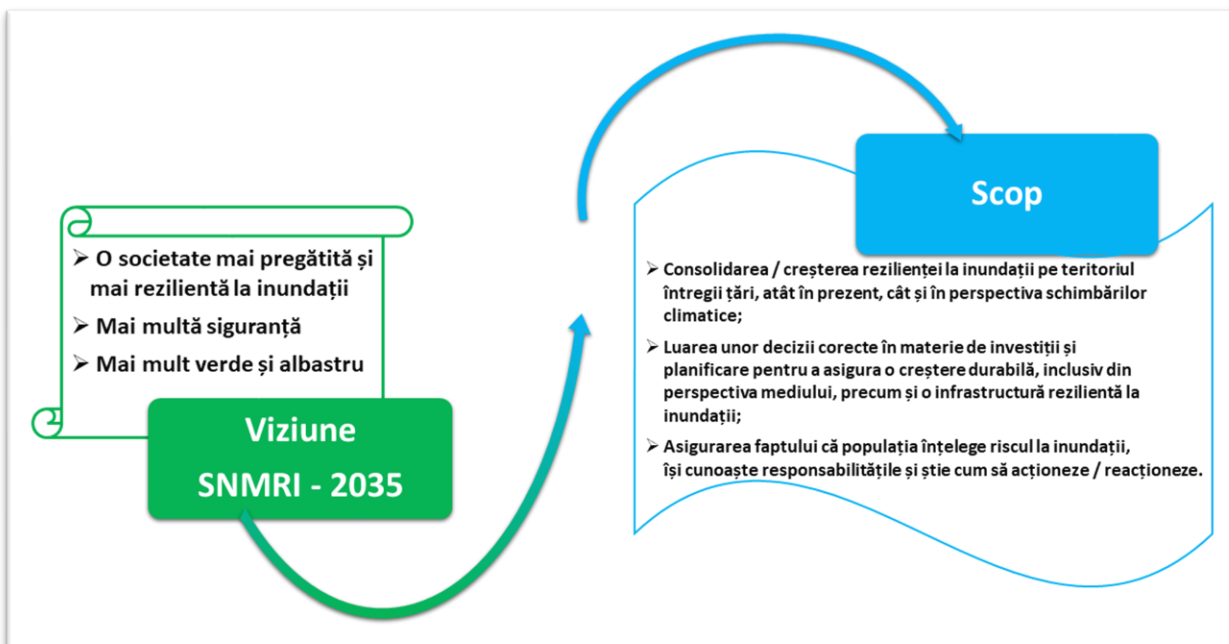 ➢ O societate mai pregătită și
mai rezilientă la inundații
➢ Mai multă siguranță
➢ Mai mult verde și albastru
Viziune
SNMRI - 2035
Scop
➢ Consolidarea / creșterea rezilienței la inundații pe teritoriul
întregii țări, atât în prezent, cât și în perspectiva schimbărilor
climatice;
➢ Luarea unor decizii corecte în materie de investiții și
planificare pentru a asigura o creștere durabilă, inclusiv din
perspectiva mediului, precum și o infrastructură rezilientă la
inundații;
➢ Asigurarea faptului că populația înțelege riscul la inundații,
își cunoaște responsabilitățile și știe cum să acționeze / reacționeze.